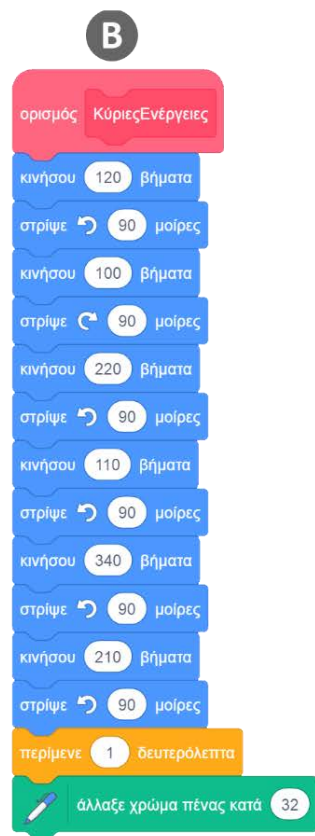 B
ορισμός ΚύριεςΕνέργειες
κινήσου 120 βήματα
στρίψε 90 μοίρες
κινήσου 100 βήματα
στρίψε 90 μοίρες
κινήσου 220 βήματα
στρίψε 90 μοίρες
κινήσου 110 βήματα
στρίψε 90 μοίρες
κινήσου 340 βήματα
στρίψε 90 μοίρες
κινήσου 210 βήματα
στρίψε 90 μοίρες
περίμενε 1 δευτερόλεπτα
άλλαξε χρώμα πένας κατά 32